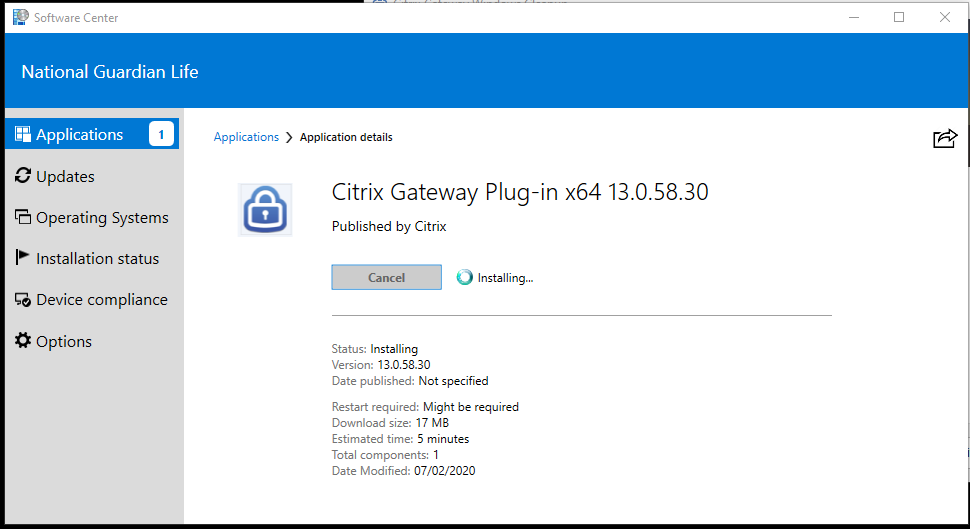 Software Center
National Guardian Life
Applications 1
Updates
Operating Systems
Installation status
Device compliance
Options
Applications > Application details
Citrix Gateway Plug-in x64 13.0.58.30
Published by Citrix
Cancel Installing...
Status: Installing
Version: 13.0.58.30
Date published: Not specified
Restart required: Might be required
Download size: 17 MB
Estimated time: 5 minutes
Total components: 1
Date Modified: 07/02/2020